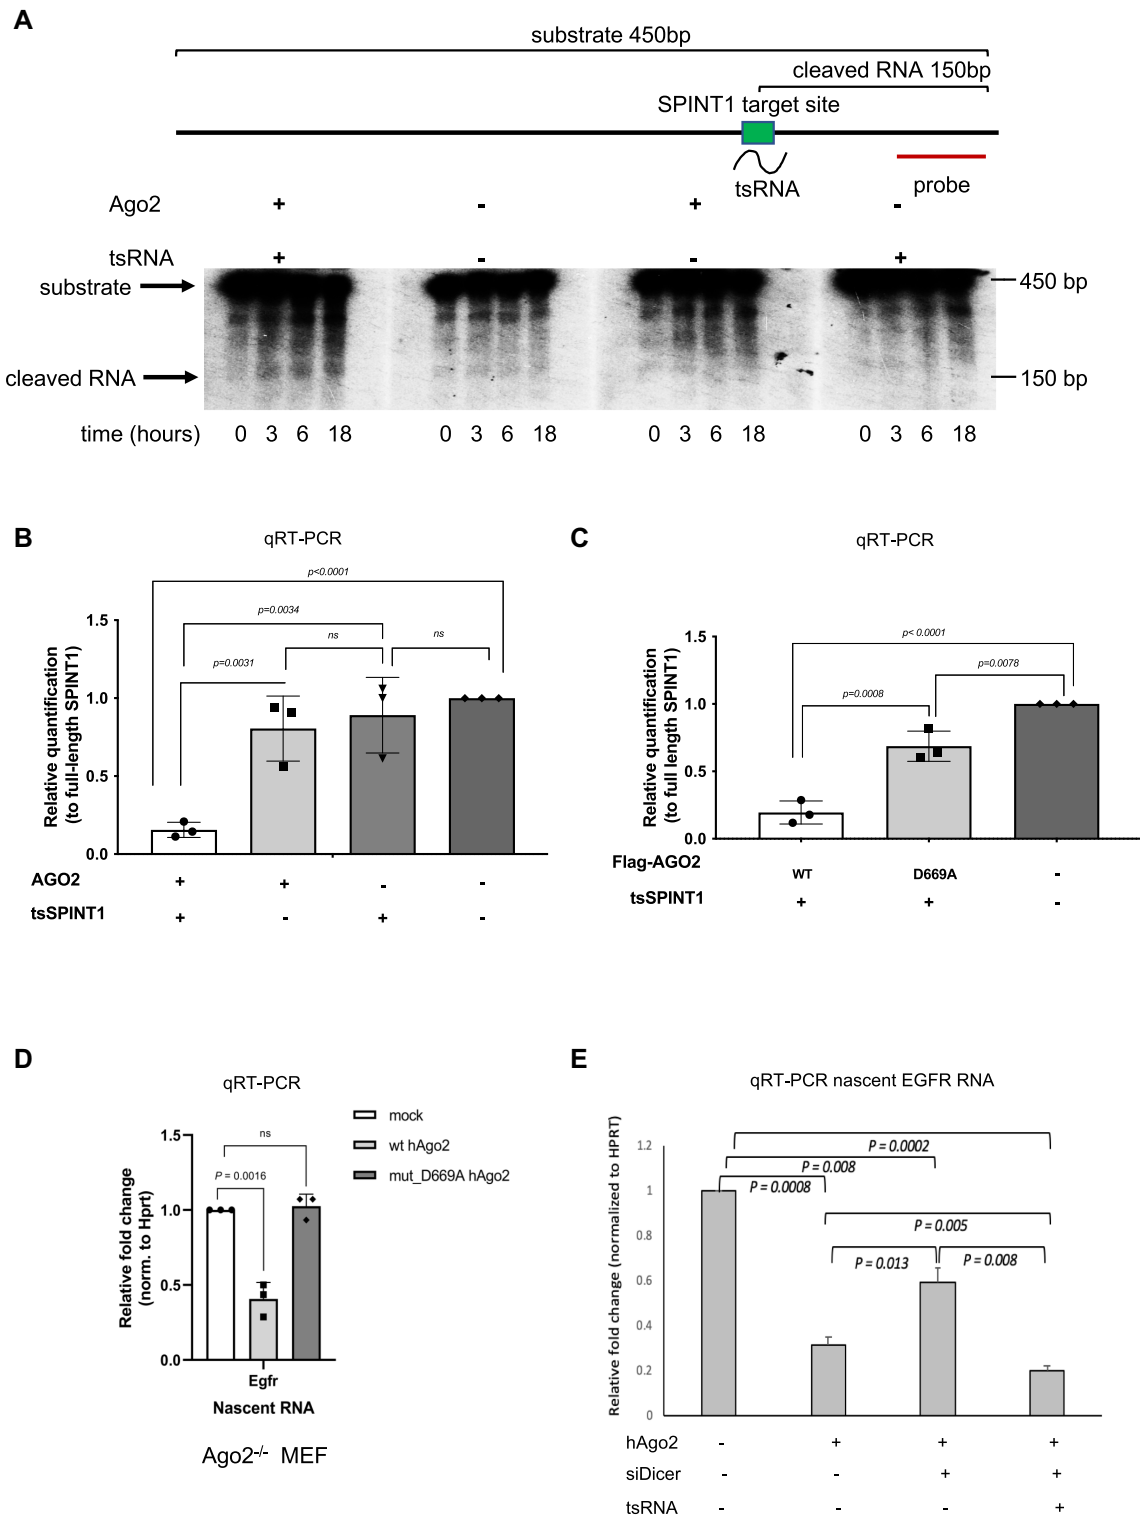 A
substrate 450bp
cleaved RNA 150bp
SPINT1 target site
tsRNA
probe
Ago2 + - + -
tsRNA + - - +
substrate
450 bp
cleaved RNA
150 bp
time (hours) 0 3 6 18 0 3 6 18 0 3 6 18 0 3 6 18
B
qRT-PCR
p<0.0001
p=0.0034
ns
ns
p=0.0031
Relative quantification
(to full-length SPINT1)
1.5
1.0
0.5
0.0
AGO2 + + - -
tsSPINT1 + - + -
C
qRT-PCR
p< 0.0001
p=0.0078
p=0.0008
Relative quantification
(to full length SPINT1)
1.5
1.0
0.5
0.0
Flag-AGO2 WT D669A -
tsSPINT1 + + -
D
qRT-PCR
mock
wt hAgo2
mut_D669A hAgo2
ns
P = 0.0016
Relative fold change
(norm. to Hprt)
1.5
1.0
0.5
0.0
Egfr
Nascent RNA
Ago2-/- MEF
E
qRT-PCR nascent EGFR RNA
P = 0.0002
P = 0.008
P = 0.0008
P = 0.005
P = 0.013
P = 0.008
Relative fold change (normalized to HPRT)
1.2
1
0.8
0.6
0.4
0.2
0
hAgo2 - + + +
siDicer - - + +
tsRNA - - - +